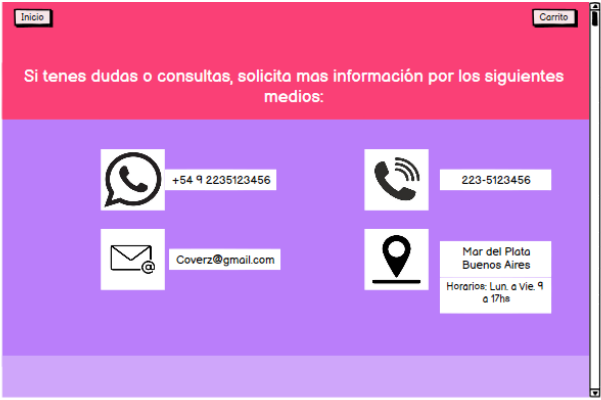 Inicio
Carrito
Si tenes dudas o consultas, solicita mas información por los siguientes
medios:
+54 9 2235123456
223-5123456
Coverz@gmail.com
Mar del Plata
Buenos Aires
Horarios: Lun. a Vie. 9
a 17hs